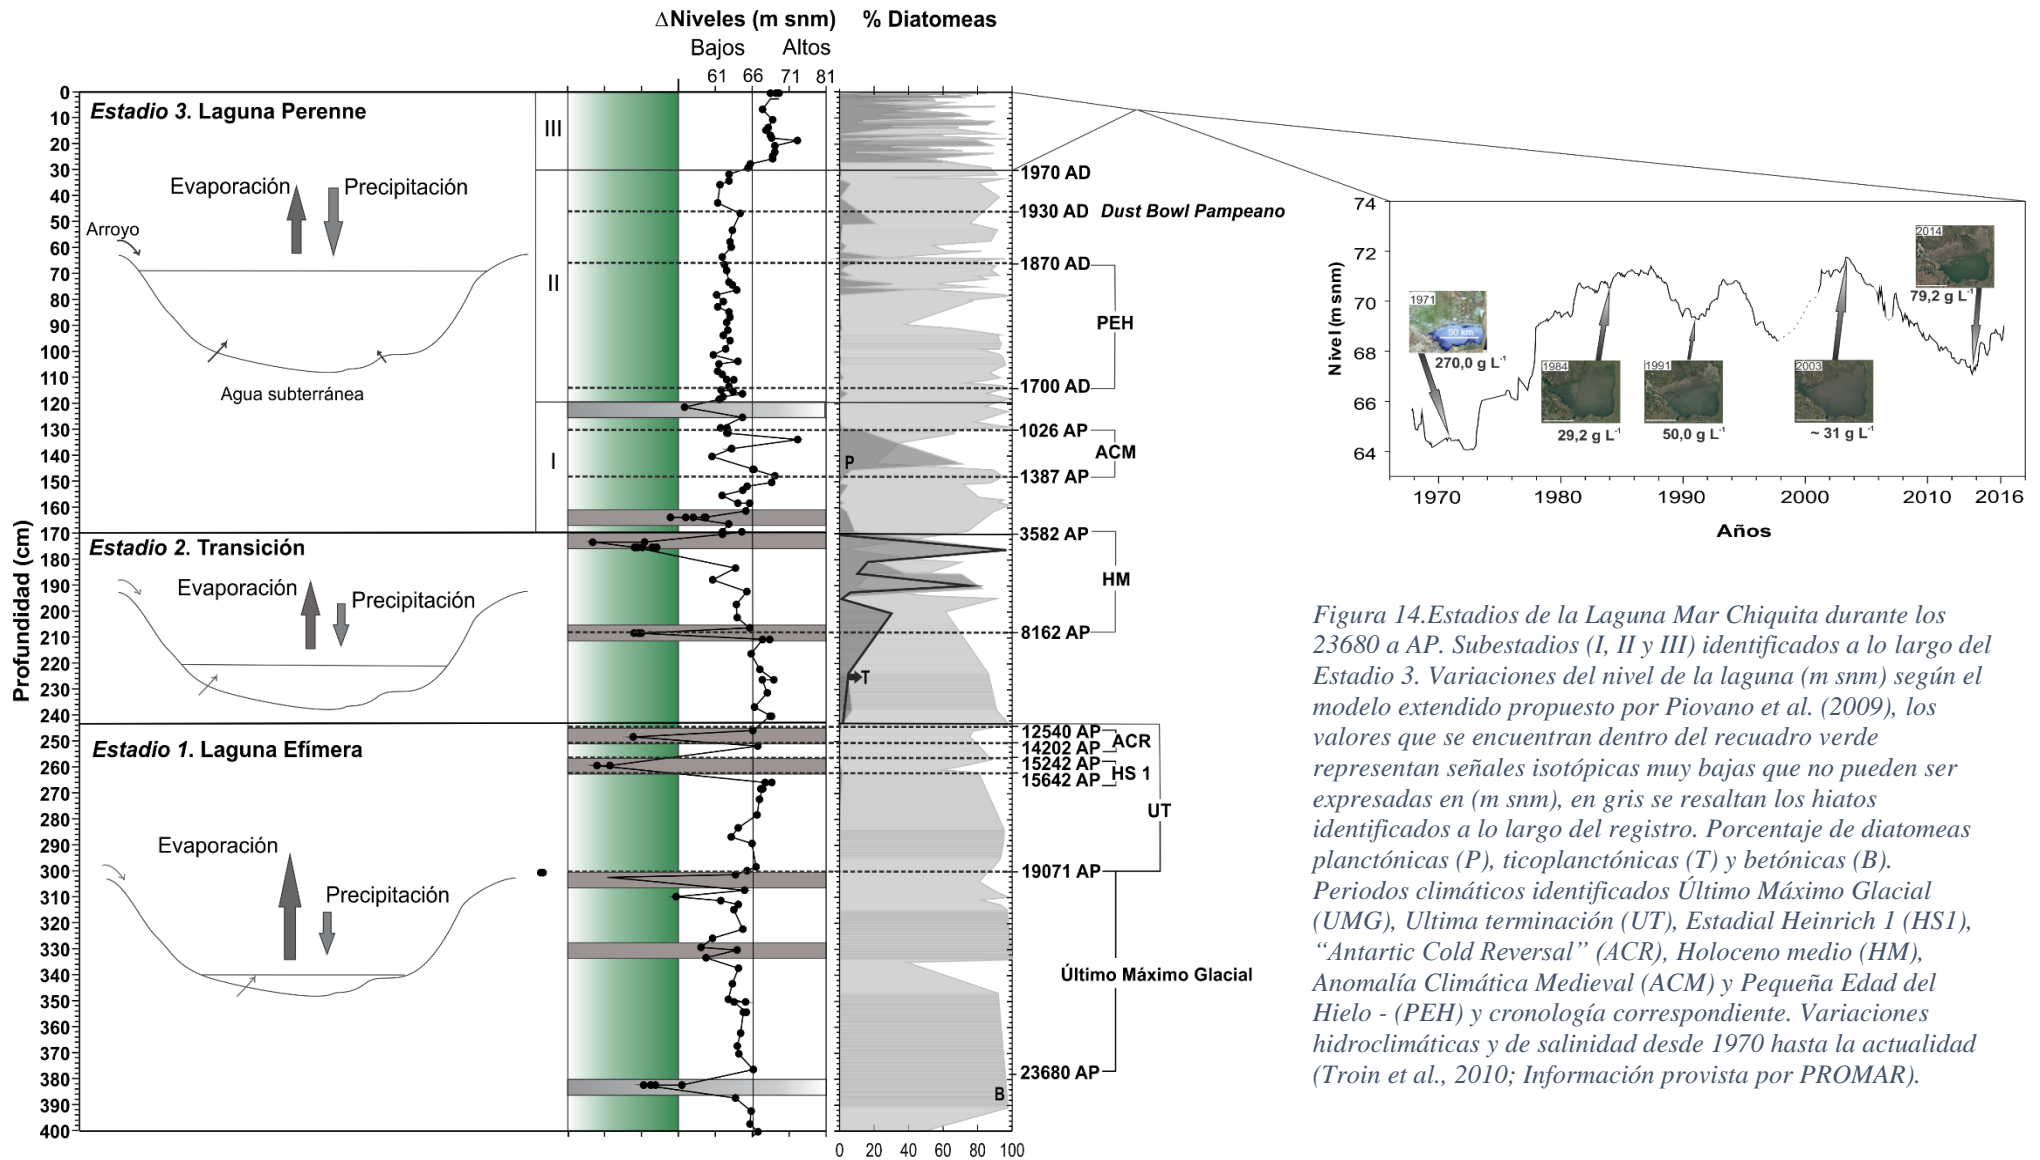 ΔNiveles (m snm)
% Diatomeas
Bajos
Altos
61 66 71 81
Profundidad (cm)
0
10
20
30
40
50
60
70
80
90
100
110
120
130
140
150
160
170
180
190
200
210
220
230
240
250
260
270
280
290
300
310
320
330
340
350
360
370
380
390
400
Estadio 3. Laguna Perenne
Evaporación
Precipitación
Arroyo
Agua subterránea
III
II
I
Estadio 2. Transición
Evaporación
Precipitación
Estadio 1. Laguna Efímera
Evaporación
Precipitación
P
T
B
0 20 40 60 80 100
1970 AD
1930 AD Dust Bowl Pampeano
1870 AD
PEH
1700 AD
1026 AP
ACM
1387 AP
3582 AP
HM
8162 AP
12540 AP
ACR
14202 AP
15242 AP
HS 1
15642 AP
UT
19071 AP
Último Máximo Glacial
23680 AP
Nivel (m snm)
74
72
70
68
66
64
1971
50 km
270,0 g L-1
1984
29,2 g L-1
1991
50,0 g L-1
2003
~ 31 g L-1
2014
79,2 g L-1
1970 1980 1990 2000 2010 2016
Años
Figura 14.Estadios de la Laguna Mar Chiquita durante los
23680 a AP. Subestadios (I, II y III) identificados a lo largo del
Estadio 3. Variaciones del nivel de la laguna (m snm) según el
modelo extendido propuesto por Piovano et al. (2009), los
valores que se encuentran dentro del recuadro verde
representan señales isotópicas muy bajas que no pueden ser
expresadas en (m snm), en gris se resaltan los hiatos
identificados a lo largo del registro. Porcentaje de diatomeas
planctónicas (P), ticoplanctónicas (T) y betónicas (B).
Periodos climáticos identificados Último Máximo Glacial
(UMG), Ultima terminación (UT), Estadial Heinrich 1 (HS1),
“Antartic Cold Reversal” (ACR), Holoceno medio (HM),
Anomalía Climática Medieval (ACM) y Pequeña Edad del
Hielo - (PEH) y cronología correspondiente. Variaciones
hidroclimáticas y de salinidad desde 1970 hasta la actualidad
(Troin et al., 2010; Información provista por PROMAR).